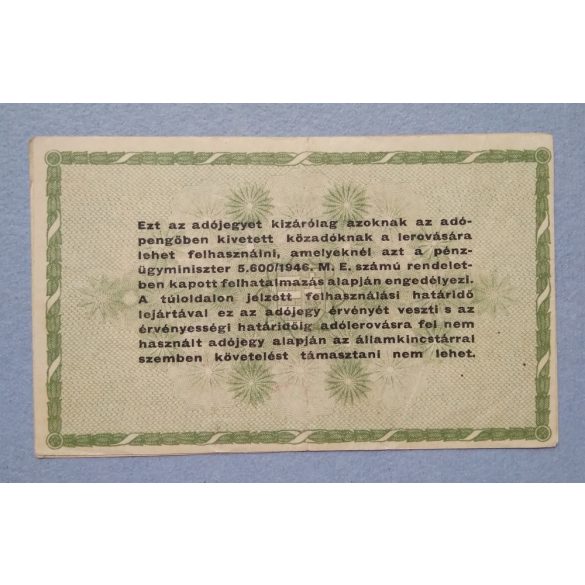 Ezt az adójegyet kizárólag azoknak az adó-
pengőben kivetett közadóknak a lerovására
lehet felhasználni, amelyeknél azt a pénz-
ügyminiszter 5.600/1946. M. E. számú rendelet-
ben kapott felhatalmazás alapján engedélyezi.
A túloldalon jelzett felhasználási határidő
lejártával ez az adójegy érvényét veszti s az
érvényességi határidőig adólerovásra fel nem
használt adójegy alapján az államkincstárral
szemben követelést támasztani nem lehet.